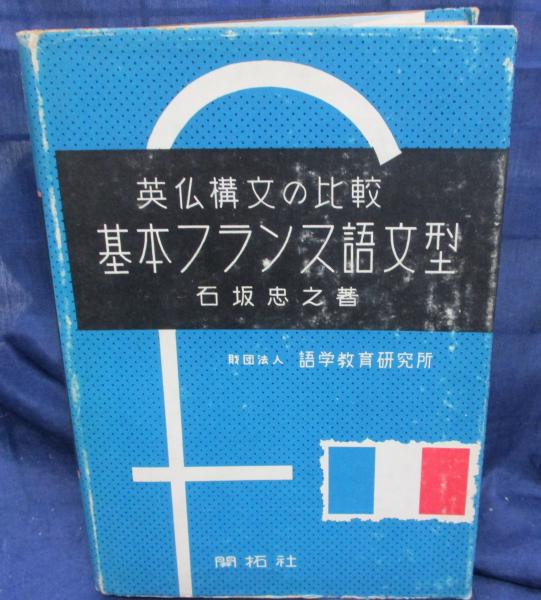 英仏構文の比較
基本フランス語文型
石坂忠之著
財団法人 語学教育研究所
開拓社